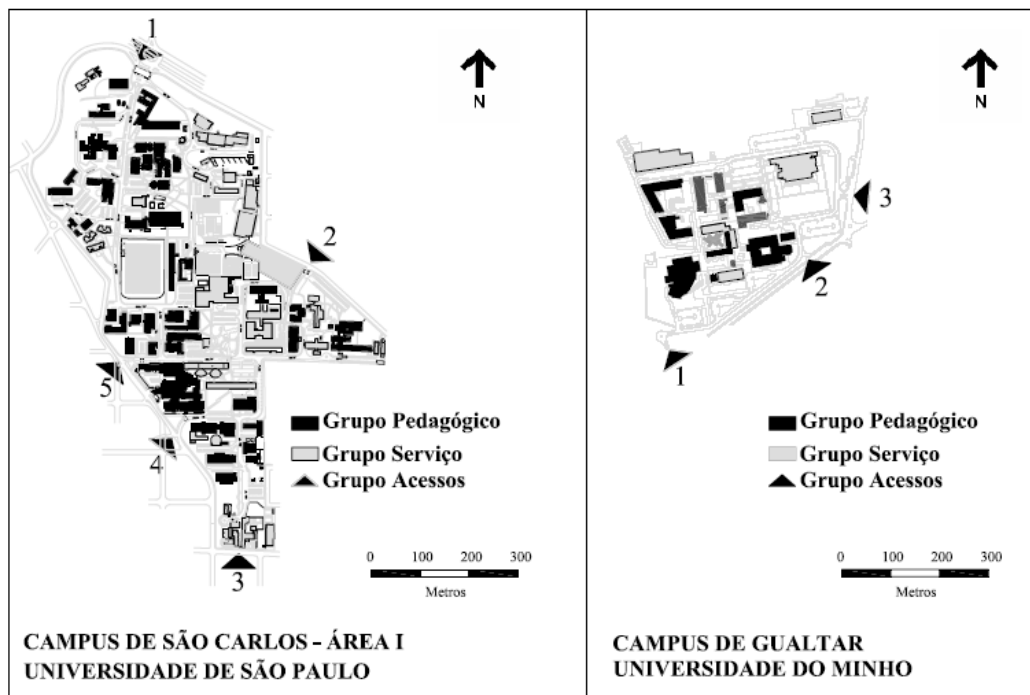 1
N
2
5
4
3
Grupo Pedagógico
Grupo Serviço
Grupo Acessos
0 100 200 300
Metros
CAMPUS DE SÃO CARLOS – ÁREA I
UNIVERSIDADE DE SÃO PAULO
N
3
2
1
Grupo Pedagógico
Grupo Serviço
Grupo Acessos
0 100 200 300
Metros
CAMPUS DE GUALTAR
UNIVERSIDADE DO MINHO